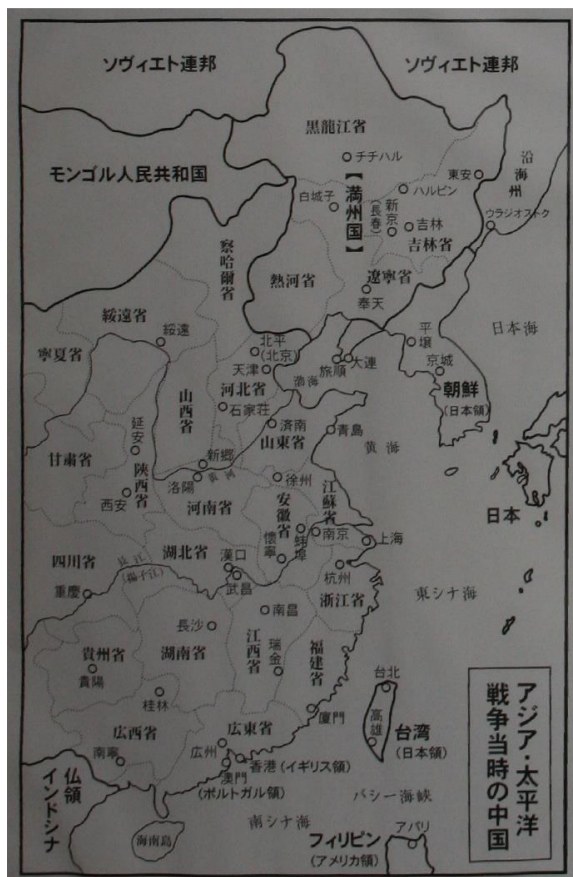 ソヴィエト連邦
ソヴィエト連邦
黒龍江省
チチハル
モンゴル人民共和国
東安
沿海州
ハルビン
白城子
【満州国】
新京
(長春)
吉林
ウラジオストク
吉林省
察哈爾省
熱河省
遼寧省
奉天
綏遠省
綏遠
寧夏省
北平
(北京)
天津
渤海
旅順
大連
平壌
京城
日本海
朝鮮
(日本領)
山西省
河北省
石家荘
済南
山東省
青島
黄海
延安
甘粛省
陝西省
新郷
洛陽
黄河
徐州
西安
河南省
安徽省
江蘇省
日本
四川省
湖北省
漢口
懐寧
蚌埠
南京
上海
長江
(揚子江)
武昌
杭州
浙江省
東シナ海
重慶
南昌
長沙
貴州省
貴陽
湖南省
江西省
瑞金
福建省
台北
桂林
厦門
高雄
台湾
(日本領)
広西省
広東省
南寧
広州
香港(イギリス領)
澳門
(ポルトガル領)
バシー海峡
仏領
インドシナ
南シナ海
海南島
フィリピン
(アメリカ領)
アパリ
アジア・太平洋
戦争当時の中国